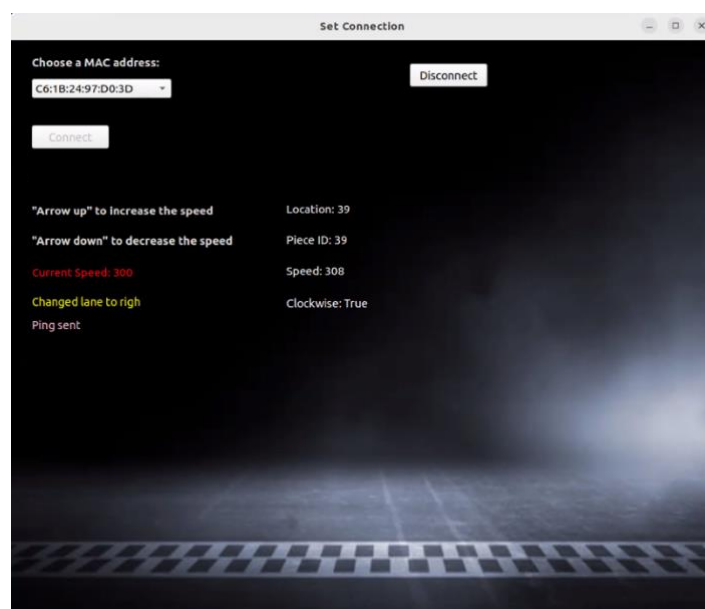 Set Connection
Choose a MAC address:
C6:1B:24:97:D0:3D
Disconnect
Connect
"Arrow up" to increase the speed
Location: 39
"Arrow down" to decrease the speed
Piece ID: 39
Current Speed: 300
Speed: 308
Changed lane to righ
Clockwise: True
Ping sent